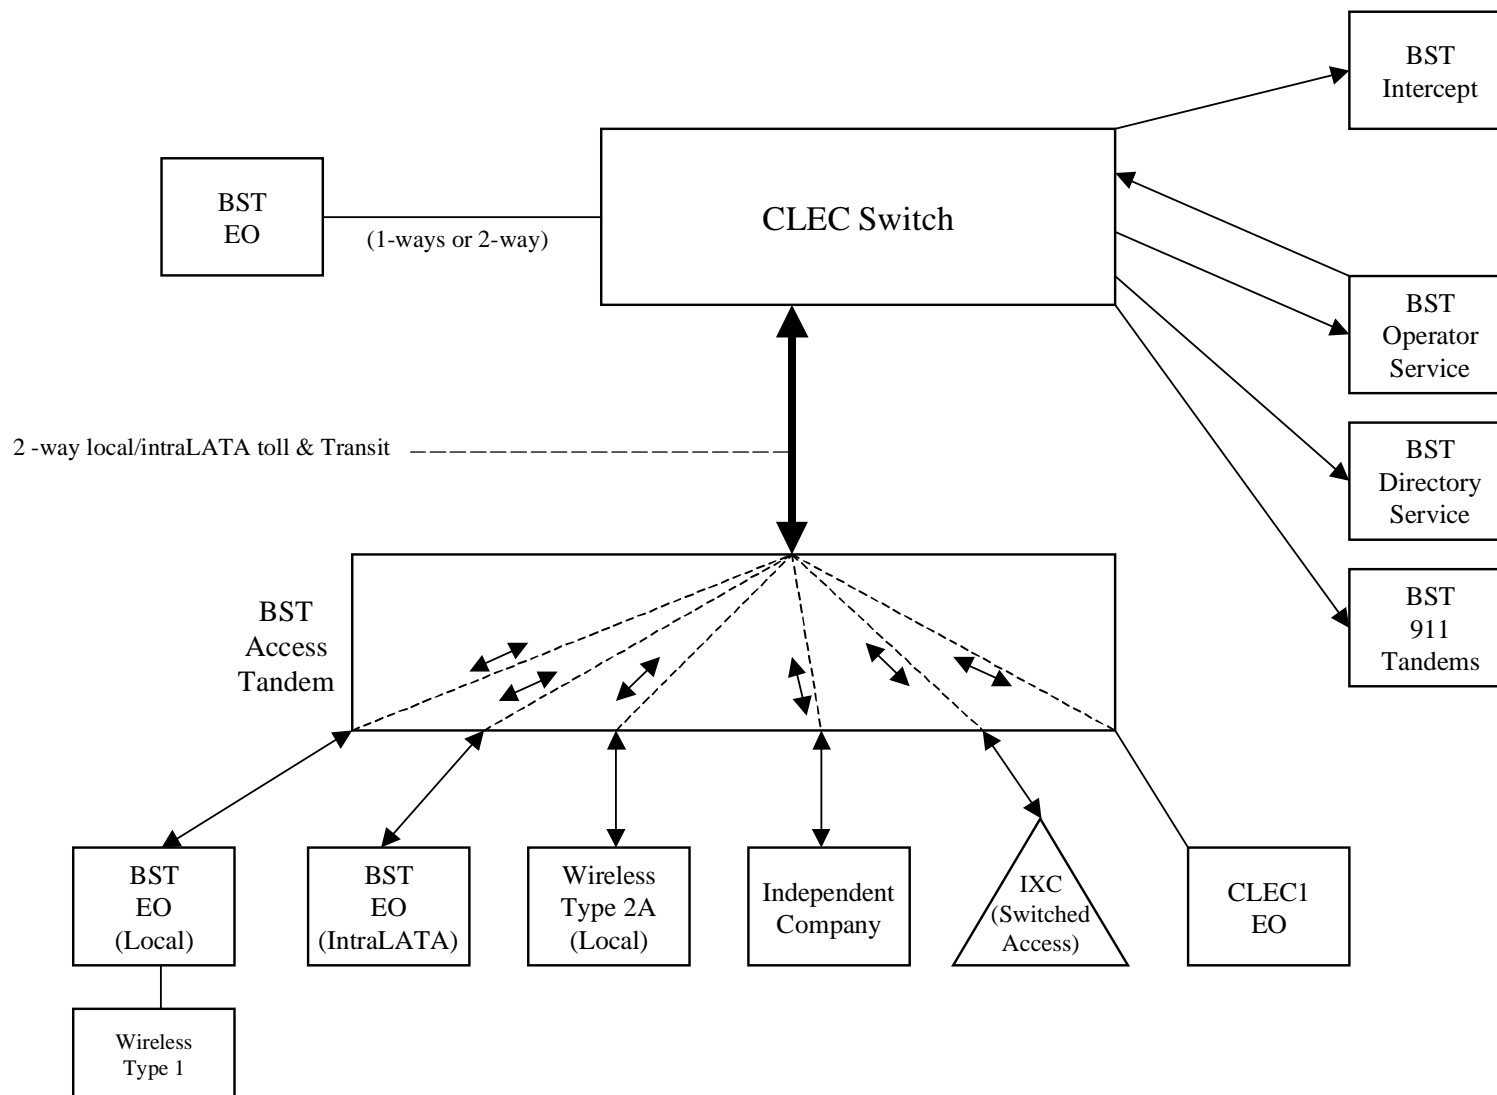 BST
Intercept
BST
EO
(1-ways or 2-way)
CLEC Switch
BST
Operator
Service
2 -way local/intraLATA toll & Transit
BST
Directory
Service
BST
Access
Tandem
BST
911
Tandems
BST
EO
(Local)
BST
EO
(IntraLATA)
Wireless
Type 2A
(Local)
Independent
Company
IXC
(Switched
Access)
CLEC1
EO
Wireless
Type 1